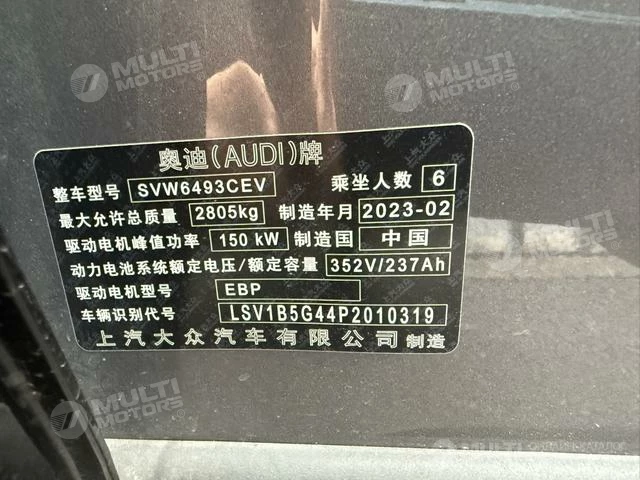 MULTI MOTORS
MULTI MOTORS
奥迪(AUDI)牌
整车型号 SVW6493CEV 乘坐人数 6
最大允许总质量 2805kg 制造年月 2023-02
驱动电机峰值功率 150 kW 制造国 中国
动力电池系统额定电压/额定容量 352V/237Ah
驱动电机型号 EBP
车辆识别代号 LSV1B5G44P2010319
上汽大众汽车有限公司 制造
MULTI MOTORS
MULTI MOTORS